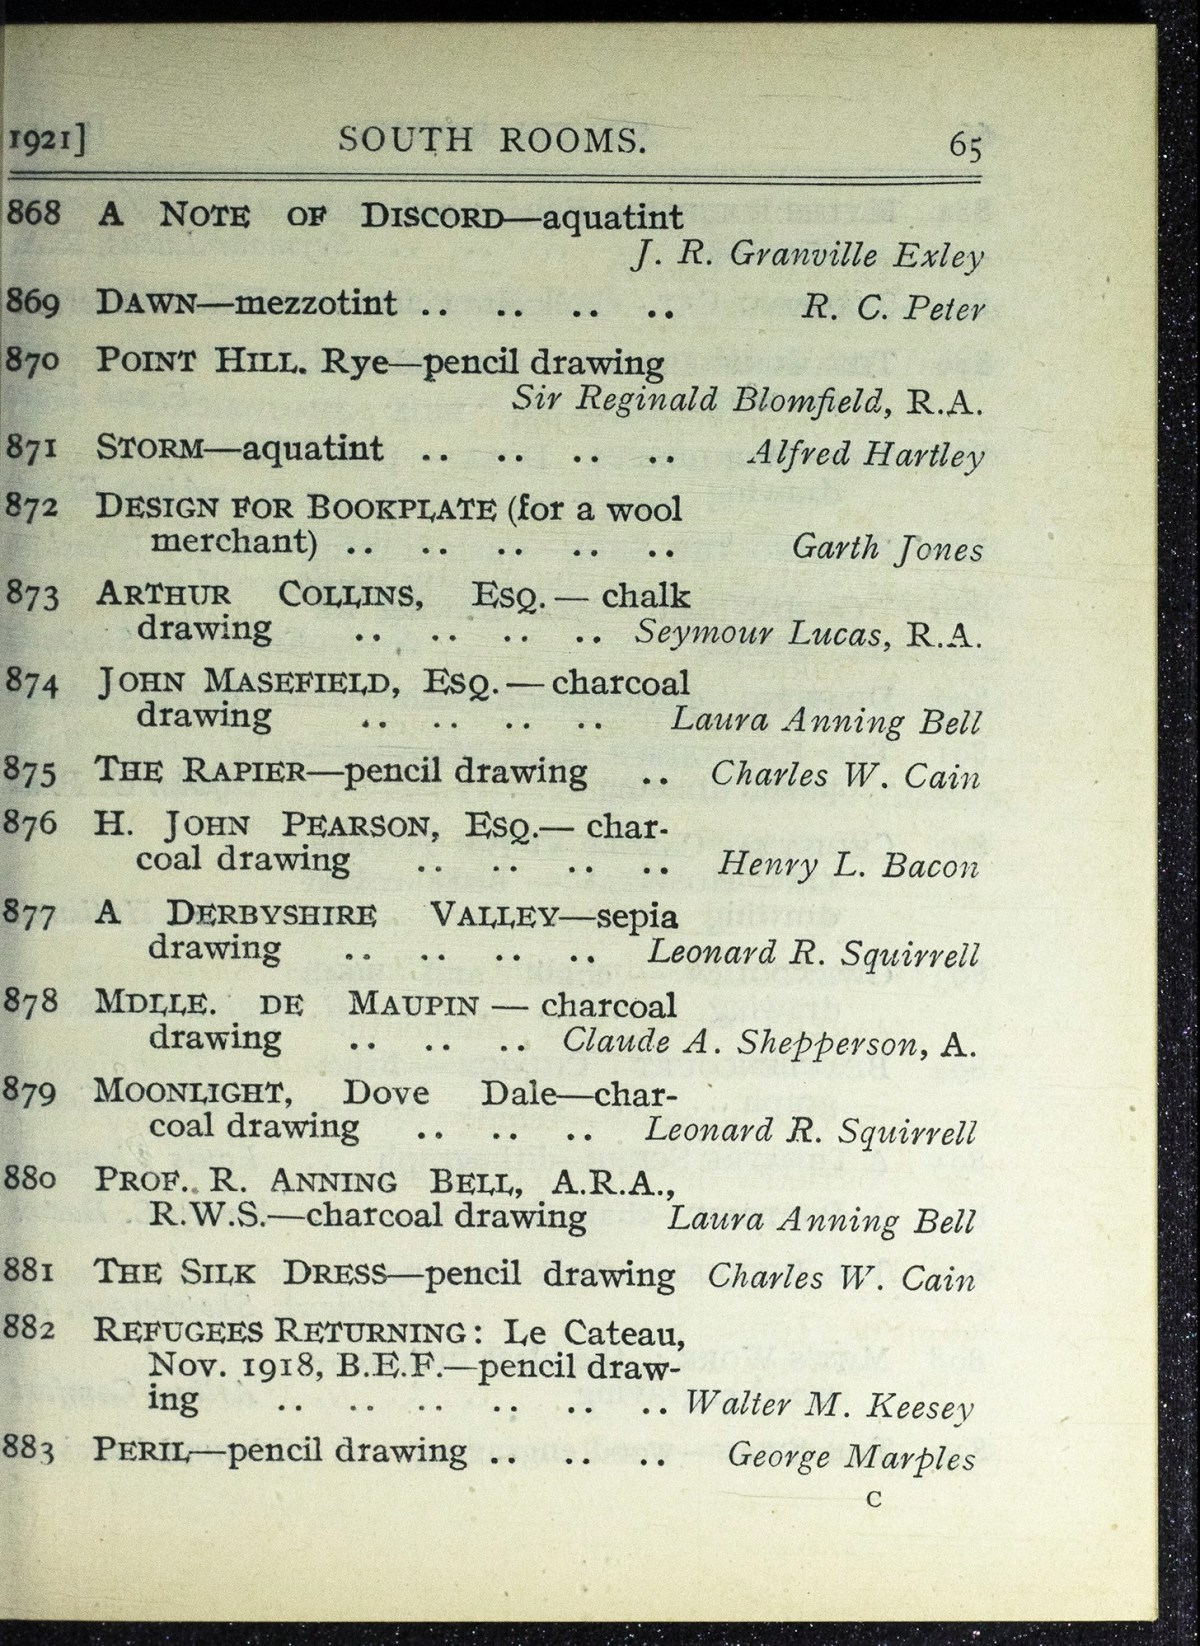 1921] SOUTH ROOMS. 65
868 A NOTE OF DISCORD—aquatint
J. R. Granville Exley
869 DAWN—mezzotint .. .. .. .. R. C. Peter
870 POINT HILL. Rye—pencil drawing
Sir Reginald Blomfield, R.A.
871 STORM—aquatint .. .. .. .. Alfred Hartley
872 DESIGN FOR BOOKPLATE (for a wool
merchant) .. .. .. .. .. Garth Jones
873 ARTHUR COLLINS, ESQ.— chalk
drawing .. .. .. .. Seymour Lucas, R.A.
874 JOHN MASEFIELD, ESQ.—charcoal
drawing .. .. .. .. Laura Anning Bell
875 THE RAPIER—pencil drawing .. Charles W. Cain
876 H. JOHN PEARSON, ESQ.— char-
coal drawing .. .. .. .. Henry L. Bacon
877 A DERBYSHIRE VALLEY—sepia
drawing .. .. .. .. Leonard R. Squirrell
878 MDLLE. DE MAUPIN — charcoal
drawing .. .. .. Claude A. Shepperson, A.
879 MOONLIGHT, Dove Dale—char-
coal drawing .. .. .. Leonard R. Squirrell
880 PROF. R. ANNING BELL, A.R.A.,
R.W.S.—charcoal drawing Laura Anning Bell
881 THE SILK DRESS—pencil drawing Charles W. Cain
882 REFUGEES RETURNING: Le Cateau,
Nov. 1918, B.E.F.—pencil draw-
ing .. .. .. .. .. .. Walter M. Keesey
883 PERIL—pencil drawing .. .. .. George Marples
C